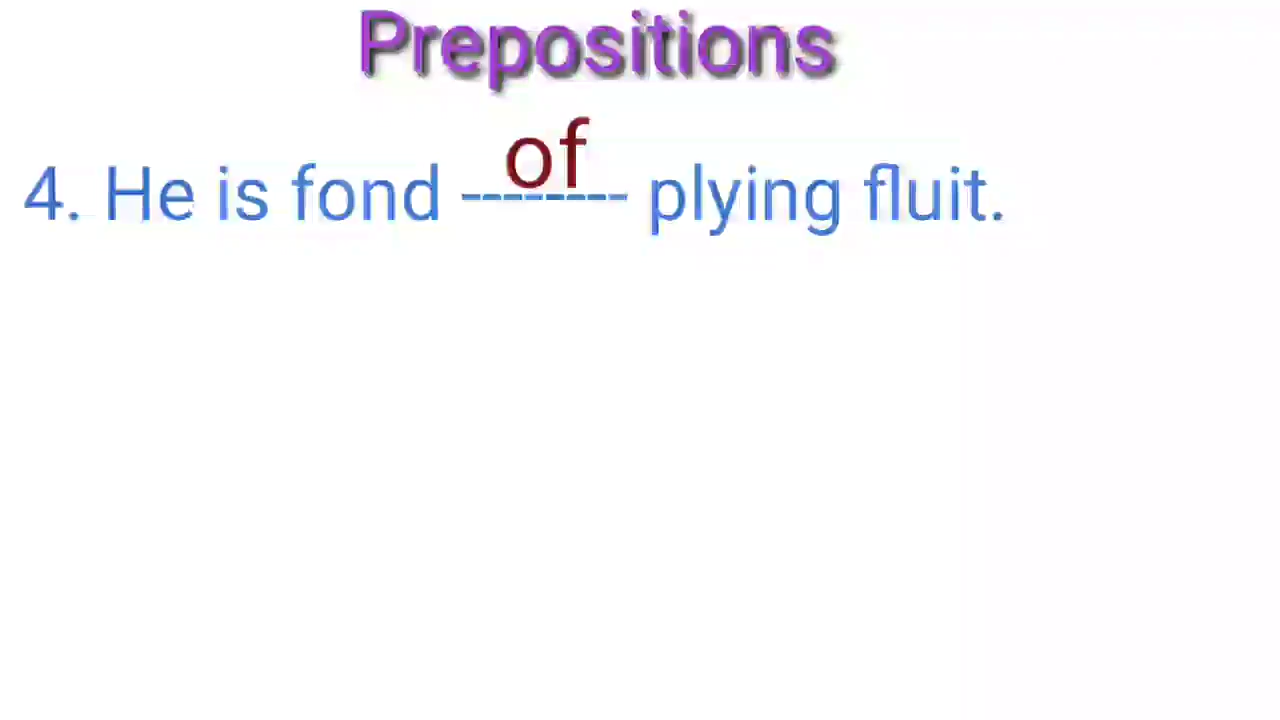 Prepositions
4. He is fond -------- plying fluit.
of